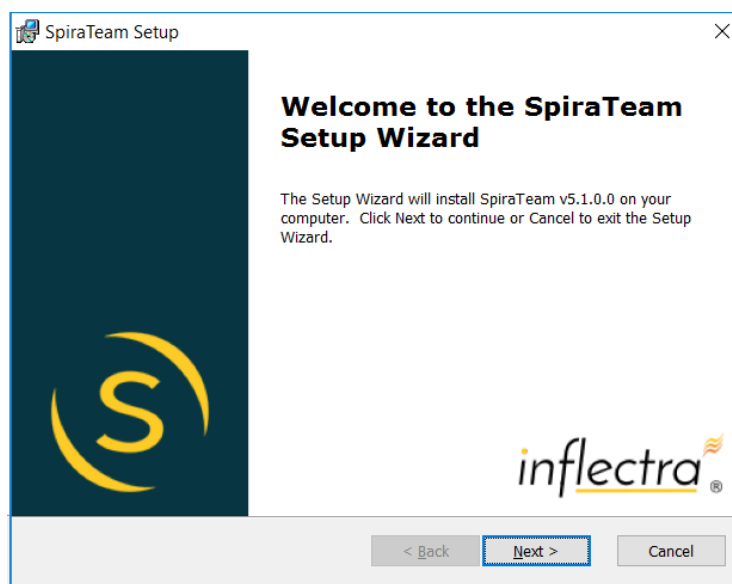 SpiraTeam Setup
Welcome to the SpiraTeam
Setup Wizard
The Setup Wizard will install SpiraTeam v5.1.0.0 on your
computer. Click Next to continue or Cancel to exit the Setup
Wizard.
S
inflectra®
< Back Next > Cancel